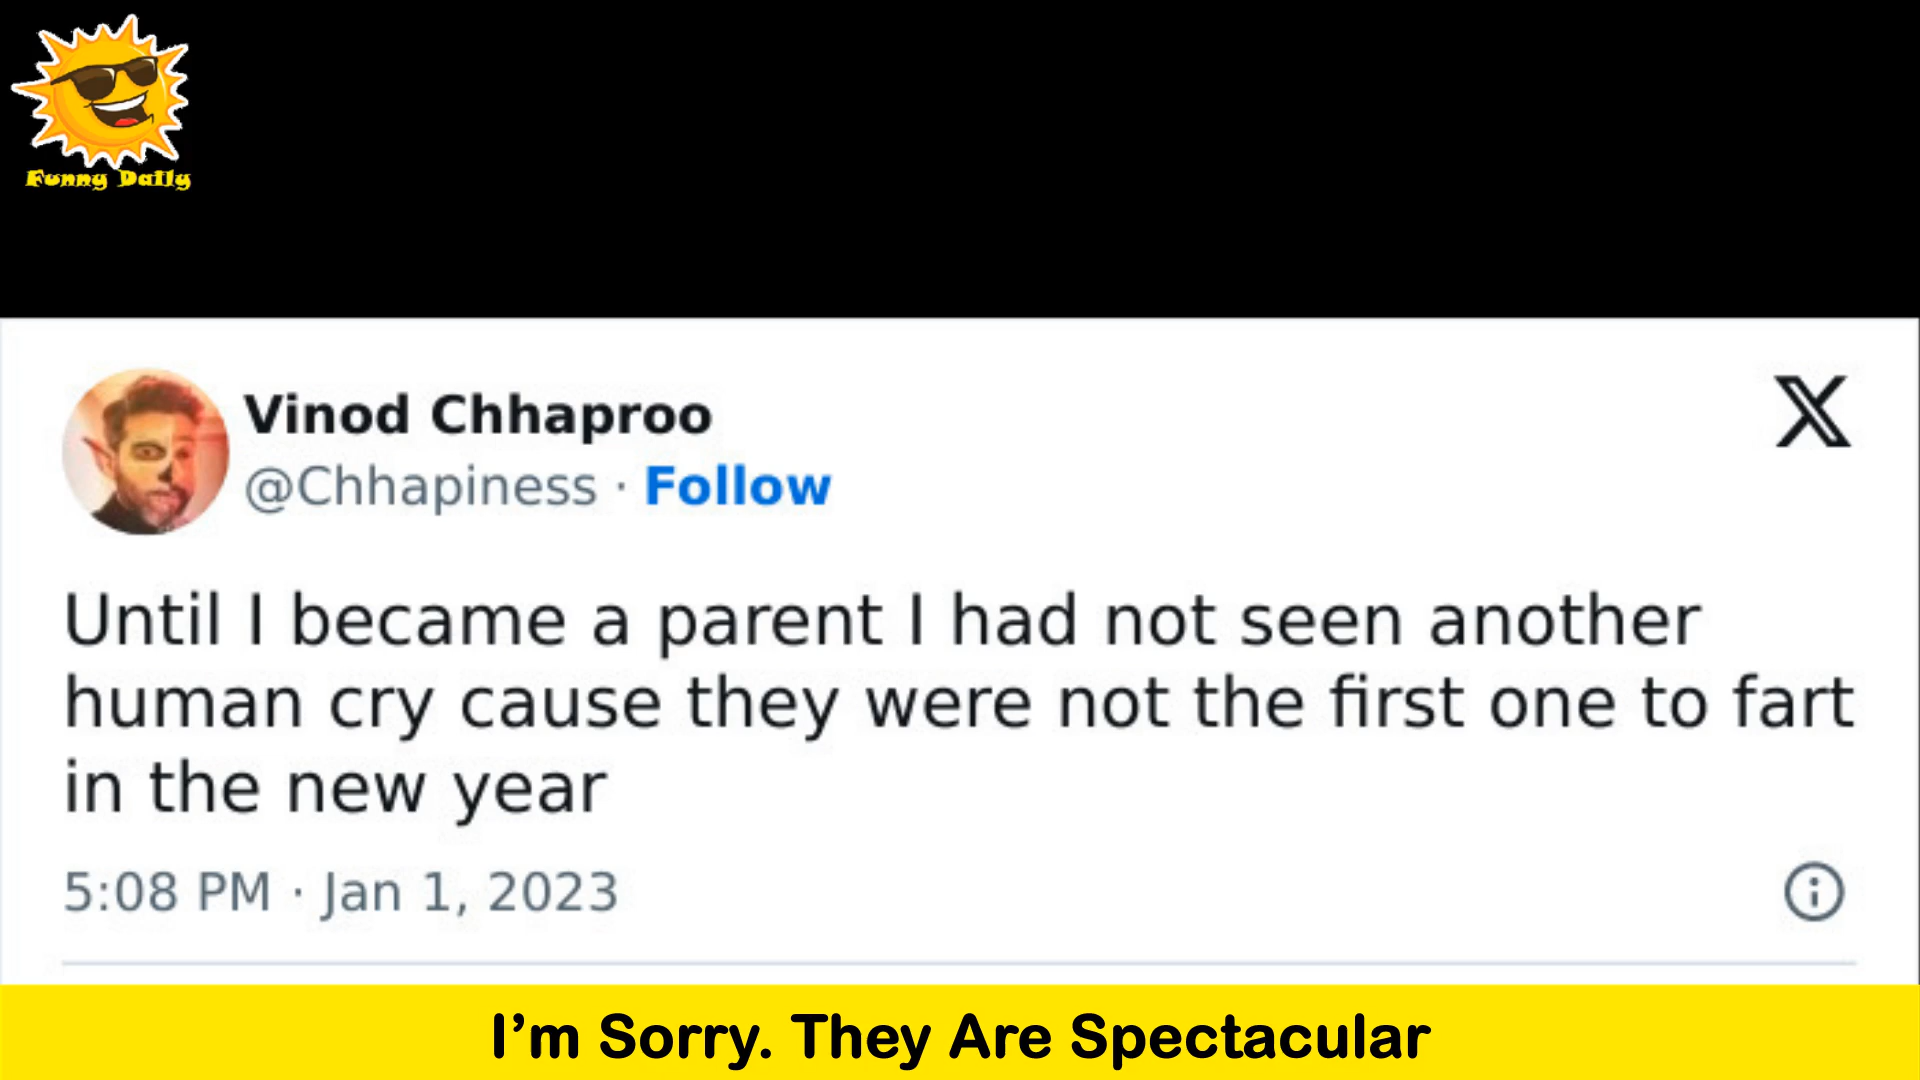 Funny Daily
Vinod Chhaproo
@Chhapiness · Follow
Until I became a parent I had not seen another
human cry cause they were not the first one to fart
in the new year
5:08 PM · Jan 1, 2023
I’m Sorry. They Are Spectacular